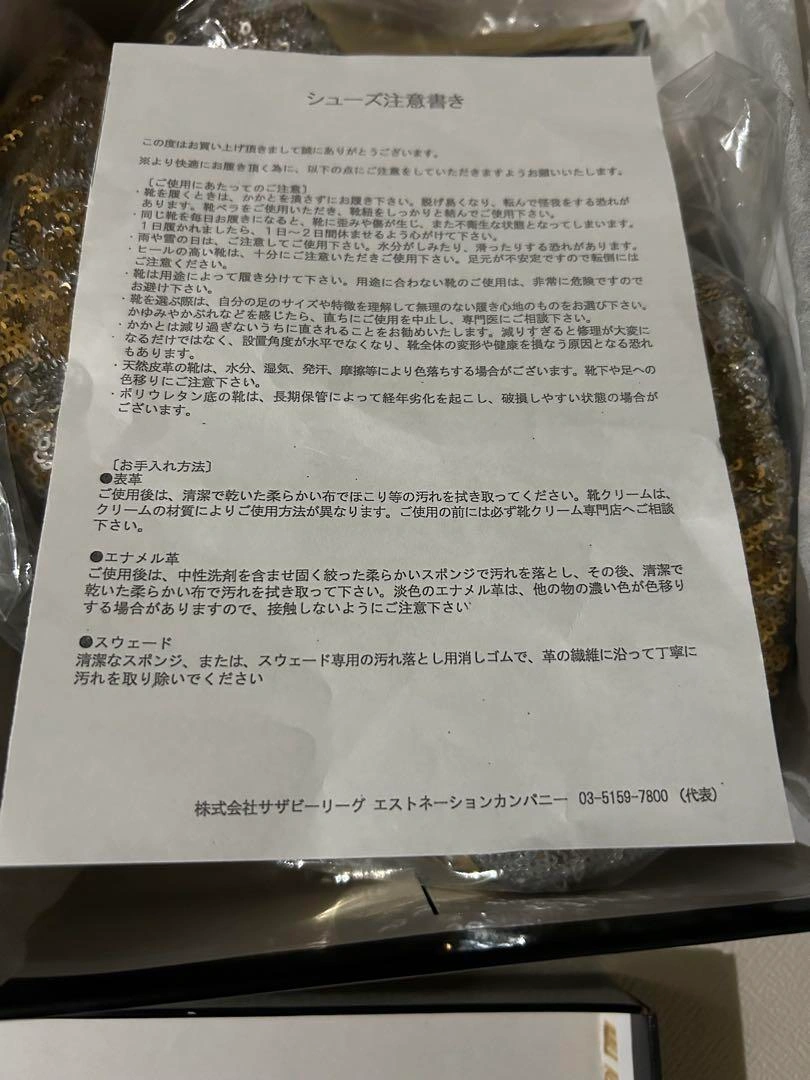 シューズ注意書き
この度はお買い上げ頂きまして誠にありがとうございます。
※より快適にお履き頂く為に、以下の点にご注意をしていただきますようお願いいたします。
〔ご使用にあたってのご注意〕
・靴を履くときは、かかとを潰さずにお履き下さい。脱げ易くなり、転んで怪我をする恐れが
あります。靴ベラをご使用いただき、靴紐をしっかりと結んでご使用下さい。
・同じ靴を毎日お履きになると、靴に歪みや傷が生じ、また不衛生な状態となってしまいます。
1日履かれましたら、1日～2日間休ませるよう心がけて下さい。
・雨や雪の日は、ご注意してご使用下さい。水分がしみたり、滑ったりする恐れがあります。
・ヒールの高い靴は、十分にご注意いただきご使用下さい。足元が不安定ですので転倒には
ご注意ください。
・靴は用途によって履き分けて下さい。用途に合わない靴のご使用は、非常に危険ですので
お避け下さい。
・靴を選ぶ際は、自分の足のサイズや特徴を理解して無理のない履き心地のものをお選び下さい。
かゆみやかぶれなどを感じたら、直ちにご使用を中止し、専門医にご相談下さい。
・かかとは減り過ぎないうちに直されることをお勧めいたします。減りすぎると修理が大変に
なるだけではなく、設置角度が水平でなくなり、靴全体の変形や健康を損なう原因となる恐れ
もあります。
・天然皮革の靴は、水分、湿気、発汗、摩擦等により色落ちする場合がございます。靴下や足への
色移りにご注意下さい。
・ポリウレタン底の靴は、長期保管によって経年劣化を起こし、破損しやすい状態の場合が
ございます。
〔お手入れ方法〕
●表革
ご使用後は、清潔で乾いた柔らかい布でほこり等の汚れを拭き取ってください。靴クリームは、
クリームの材質によりご使用方法が異なります。ご使用の前には必ず靴クリーム専門店へご相談
下さい。
●エナメル革
ご使用後は、中性洗剤を含ませ固く絞った柔らかいスポンジで汚れを落とし、その後、清潔で
乾いた柔らかい布で汚れを拭き取って下さい。淡色のエナメル革は、他の物の濃い色が色移り
する場合がありますので、接触しないようにご注意下さい
●スウェード
清潔なスポンジ、または、スウェード専用の汚れ落とし用消しゴムで、革の繊維に沿って丁寧に
汚れを取り除いでください
株式会社サザビーリーグ エストネーションカンパニー 03-5159-7800（代表）